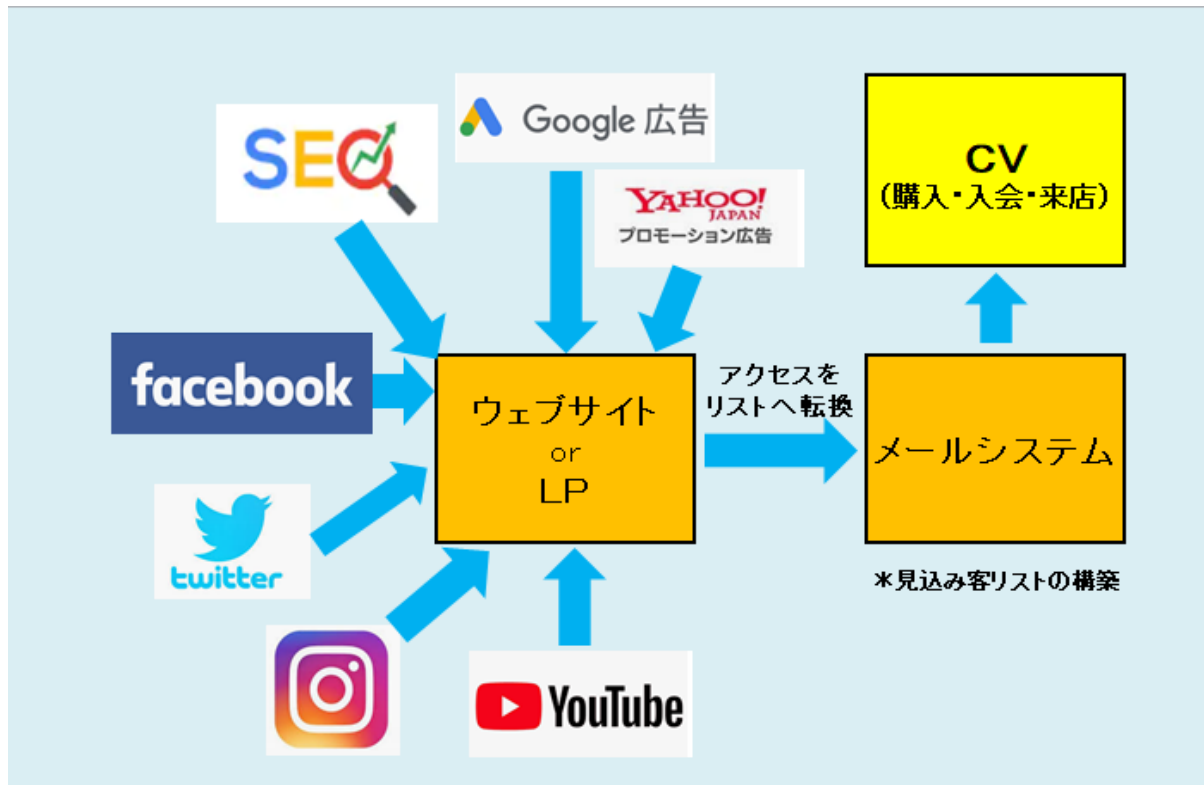 SEO
Google 広告
YAHOO!
JAPAN
プロモーション広告
CV
(購入・入会・来店)
facebook
ウェブサイト
or
LP
アクセスを
リストへ転換
メールシステム
twitter
*見込み客リストの構築
YouTube